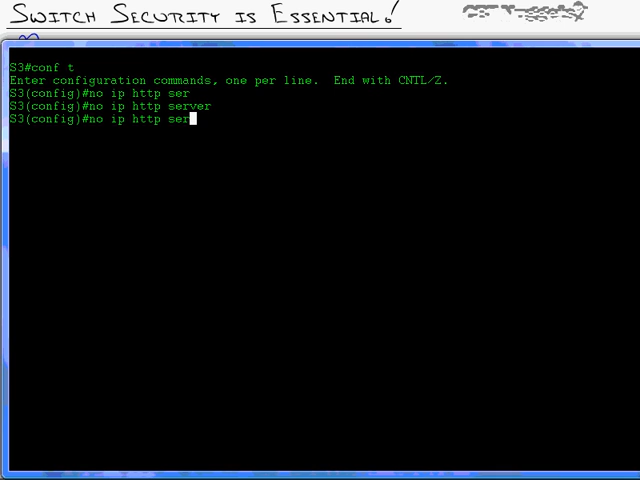 Switch Security is Essential!
S3#conf t
Enter configuration commands, one per line.  End with CNTL/Z.
S3(config)#no ip http ser
S3(config)#no ip http server
S3(config)#no ip http ser